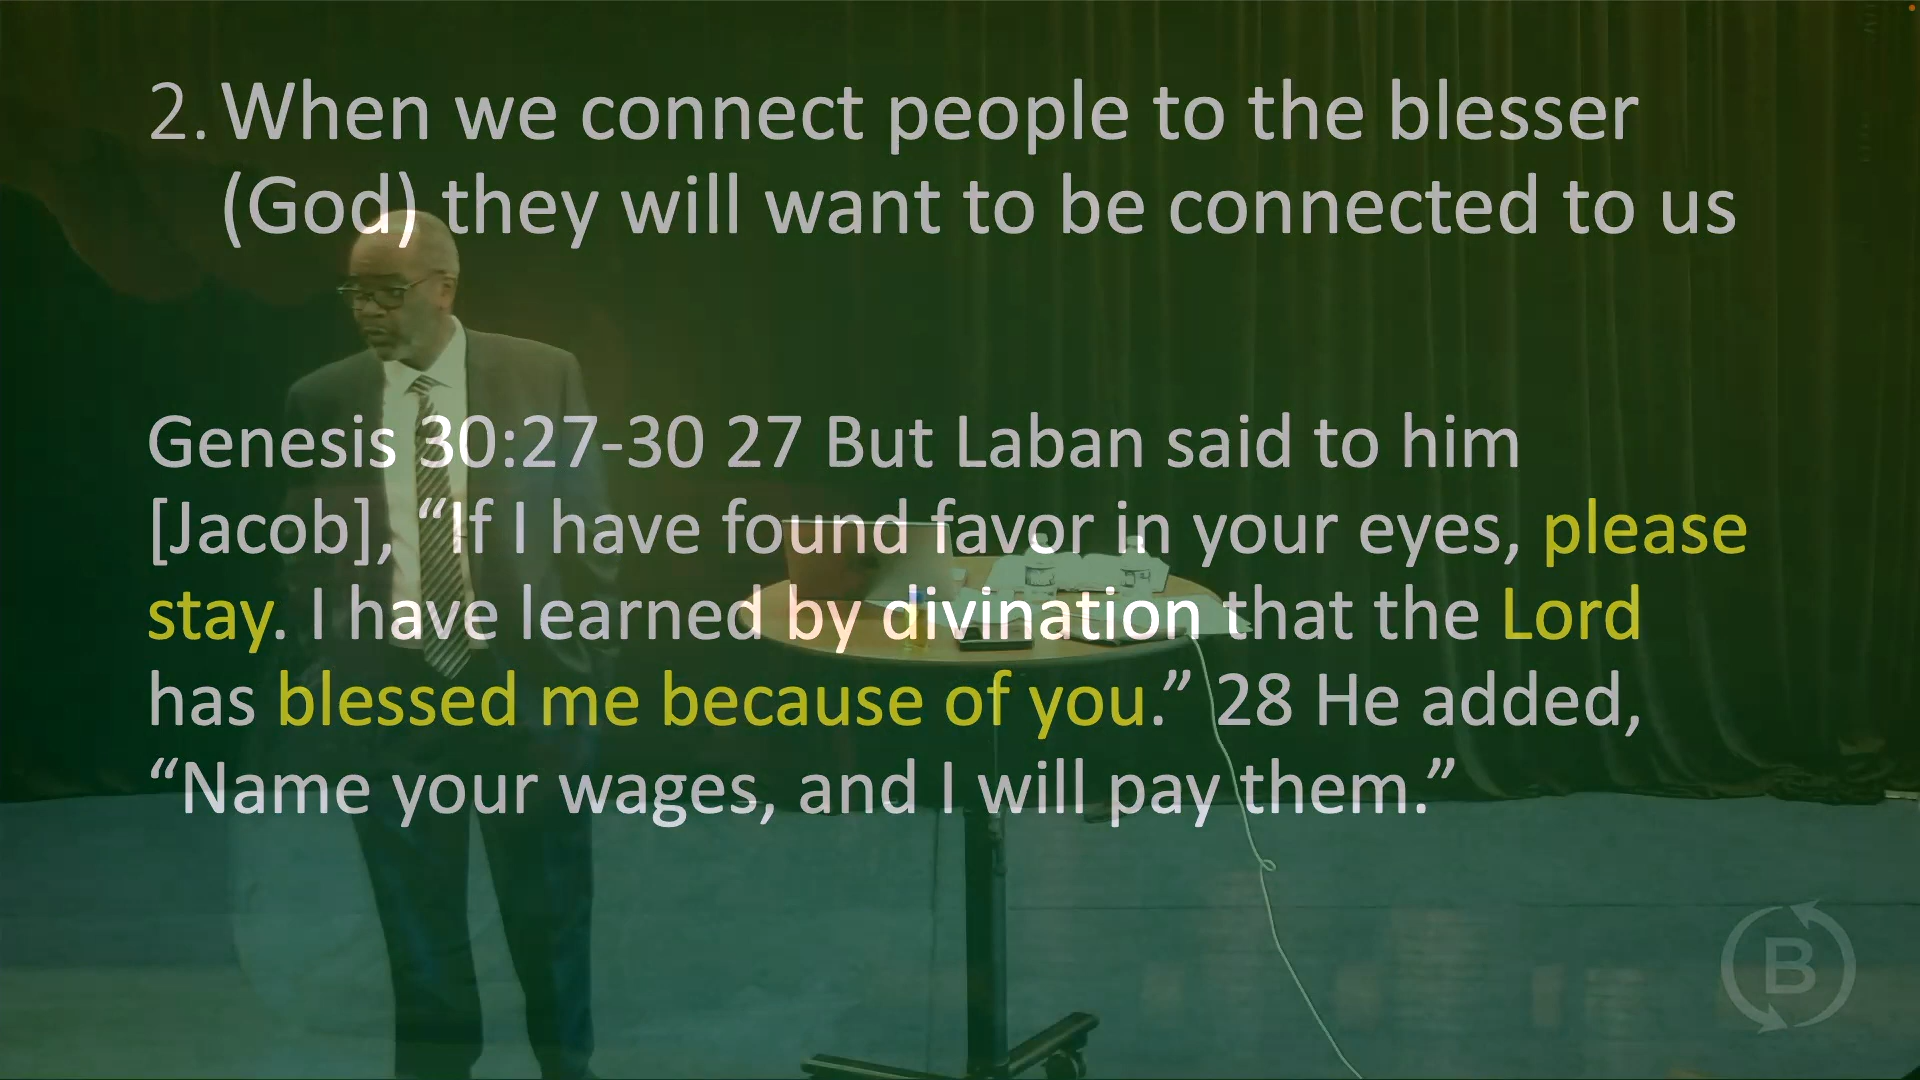 2. When we connect people to the blesser
(God) they will want to be connected to us
Genesis 30:27-30 27 But Laban said to him
[Jacob], “If I have found favor in your eyes, please
stay. I have learned by divination that the Lord
has blessed me because of you.” 28 He added,
“Name your wages, and I will pay them.”
B